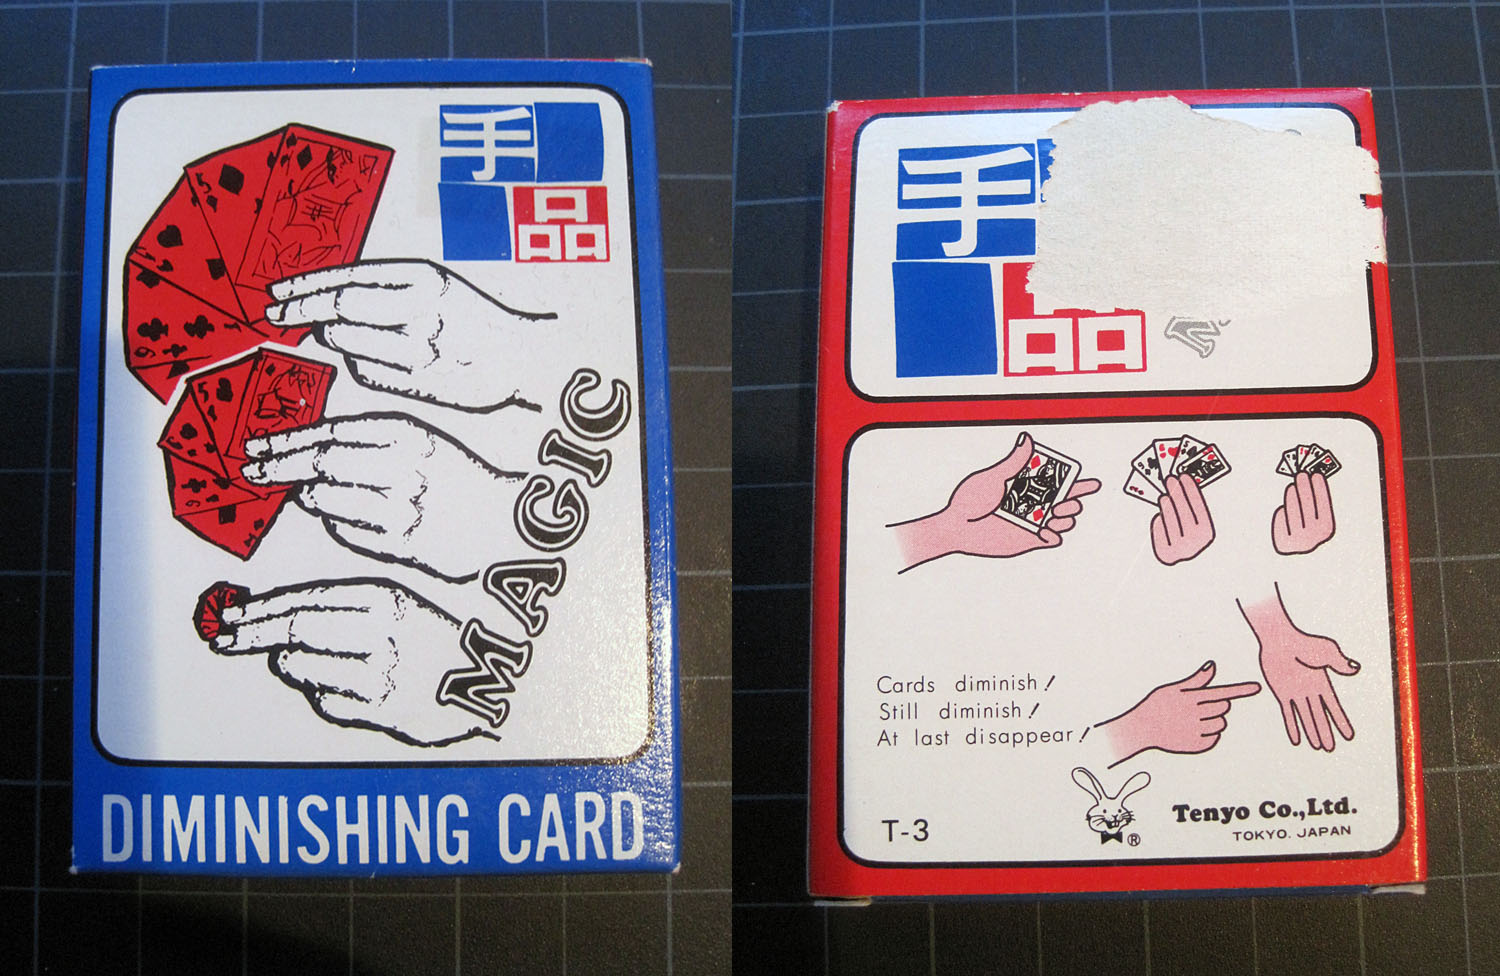 手
品
MAGIC
DIMINISHING CARD
手
品
M
Cards diminish!
Still diminish!
At last disappear!
T-3
®
Tenyo Co.,Ltd.
TOKYO. JAPAN